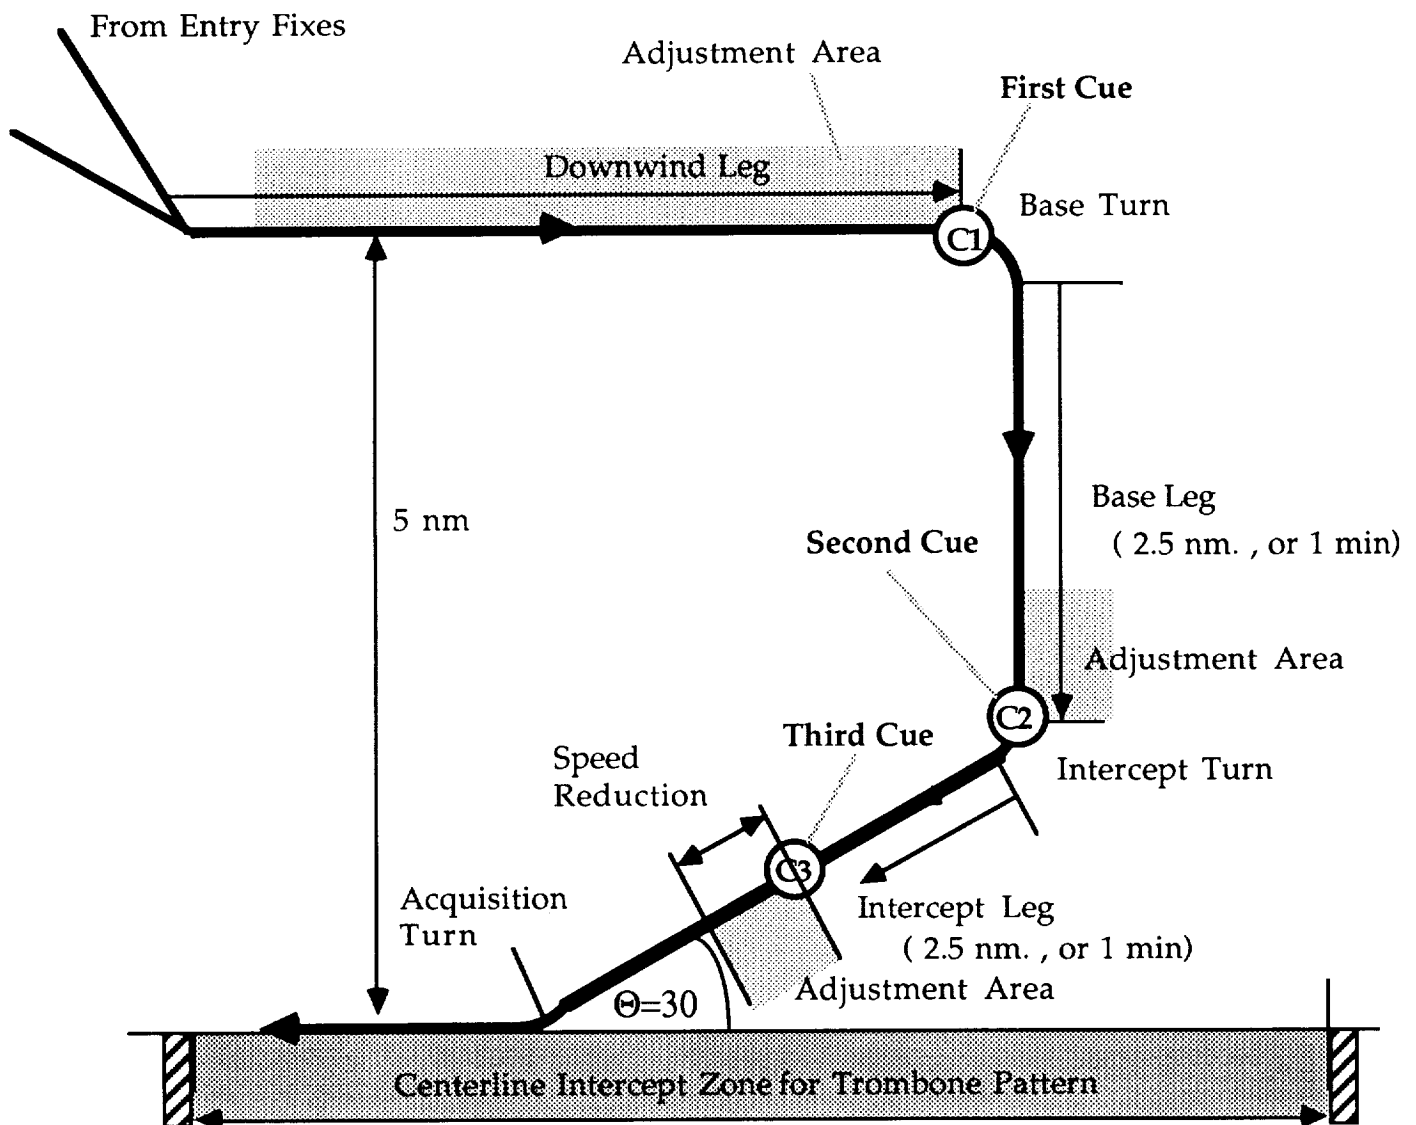 From Entry Fixes
Adjustment Area
First Cue
Downwind Leg
Base Turn
C1
5 nm
Base Leg
( 2.5 nm. , or 1 min)
Second Cue
Adjustment Area
C2
Third Cue
Intercept Turn
Speed
Reduction
C3
Acquisition
Turn
Intercept Leg
( 2.5 nm. , or 1 min)
Adjustment Area
Θ=30
Centerline Intercept Zone for Trombone Pattern